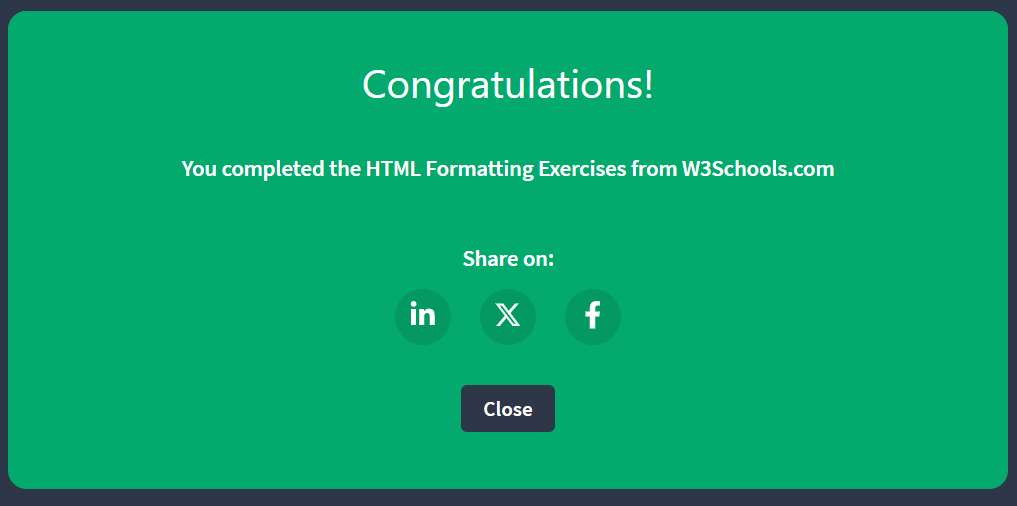 Congratulations!
You completed the HTML Formatting Exercises from W3Schools.com
Share on:
in X f
Close